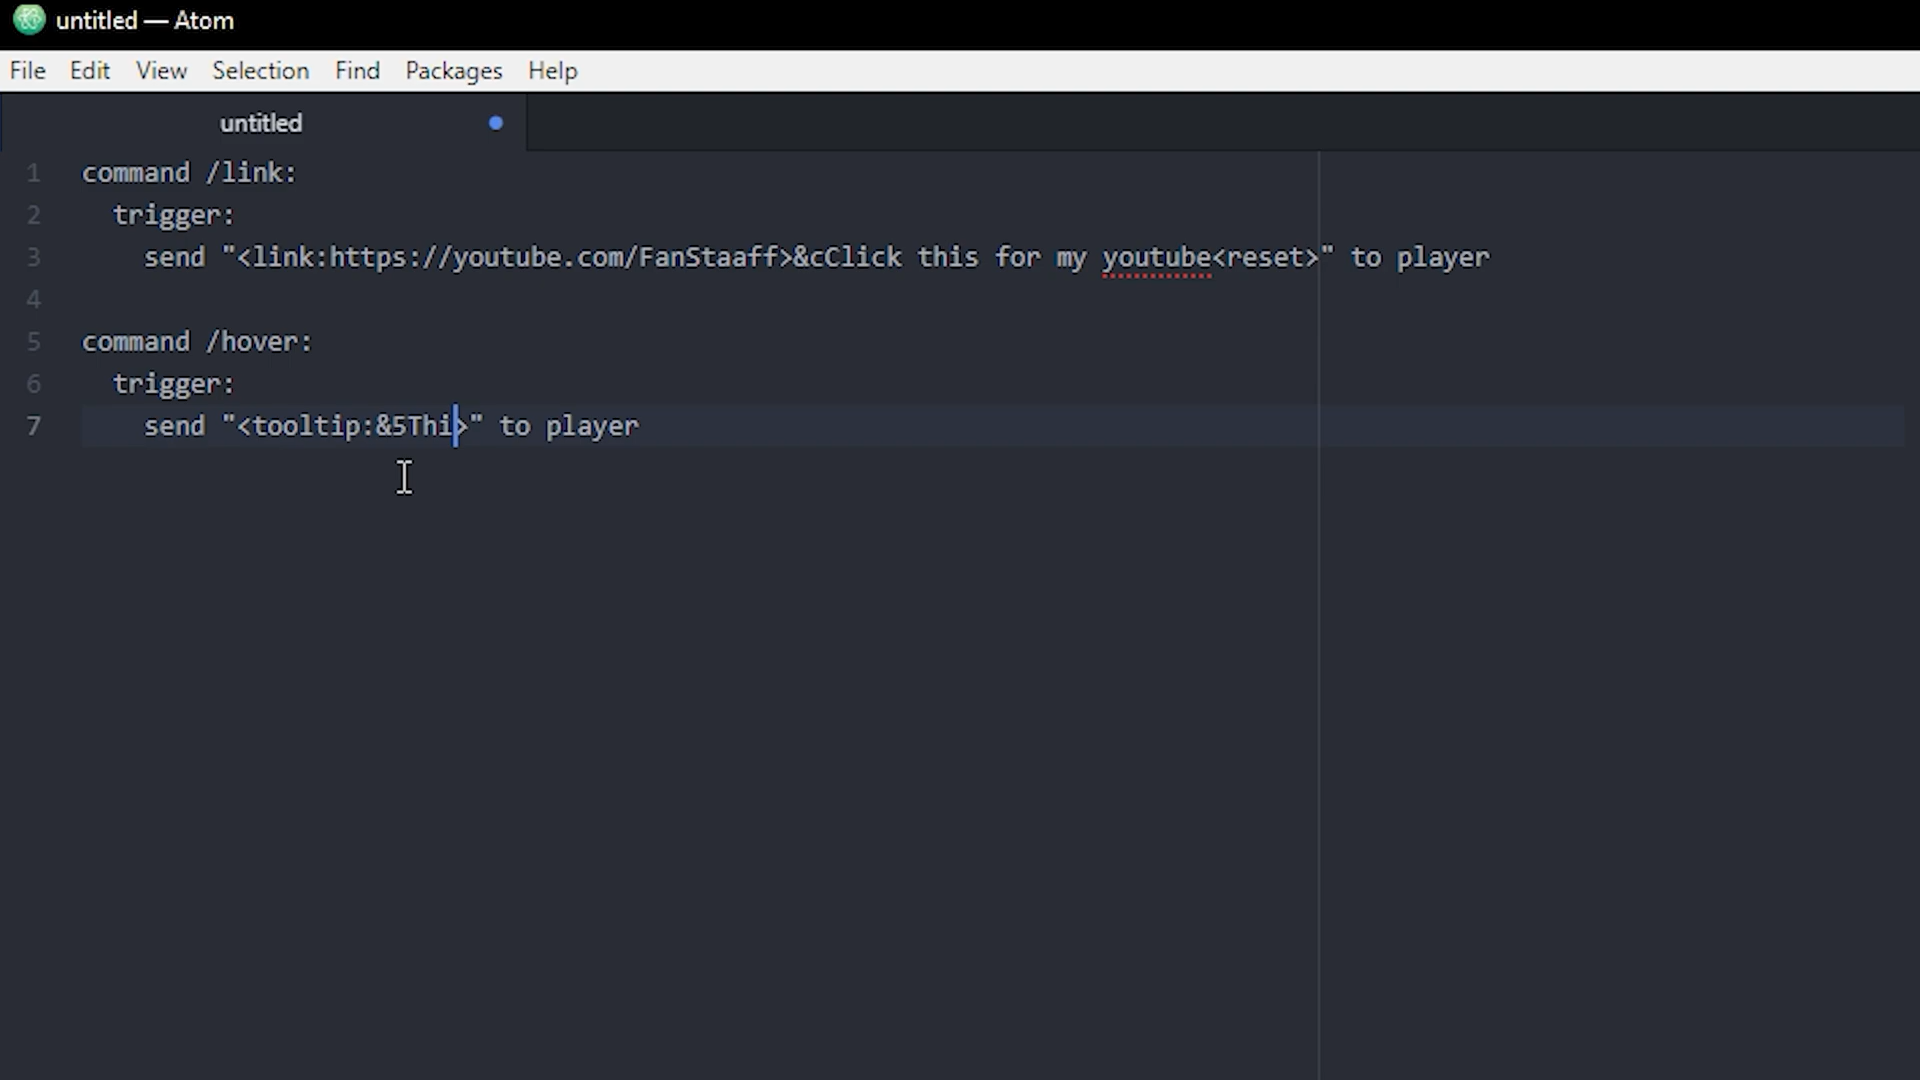 untitled — Atom
File Edit View Selection Find Packages Help
untitled
1 command /link:
2 trigger:
3 send "<link:https://youtube.com/FanStaaff>&cClick this for my youtube<reset>" to player
4
5 command /hover:
6 trigger:
7 send "<tooltip:&5Thi>" to player